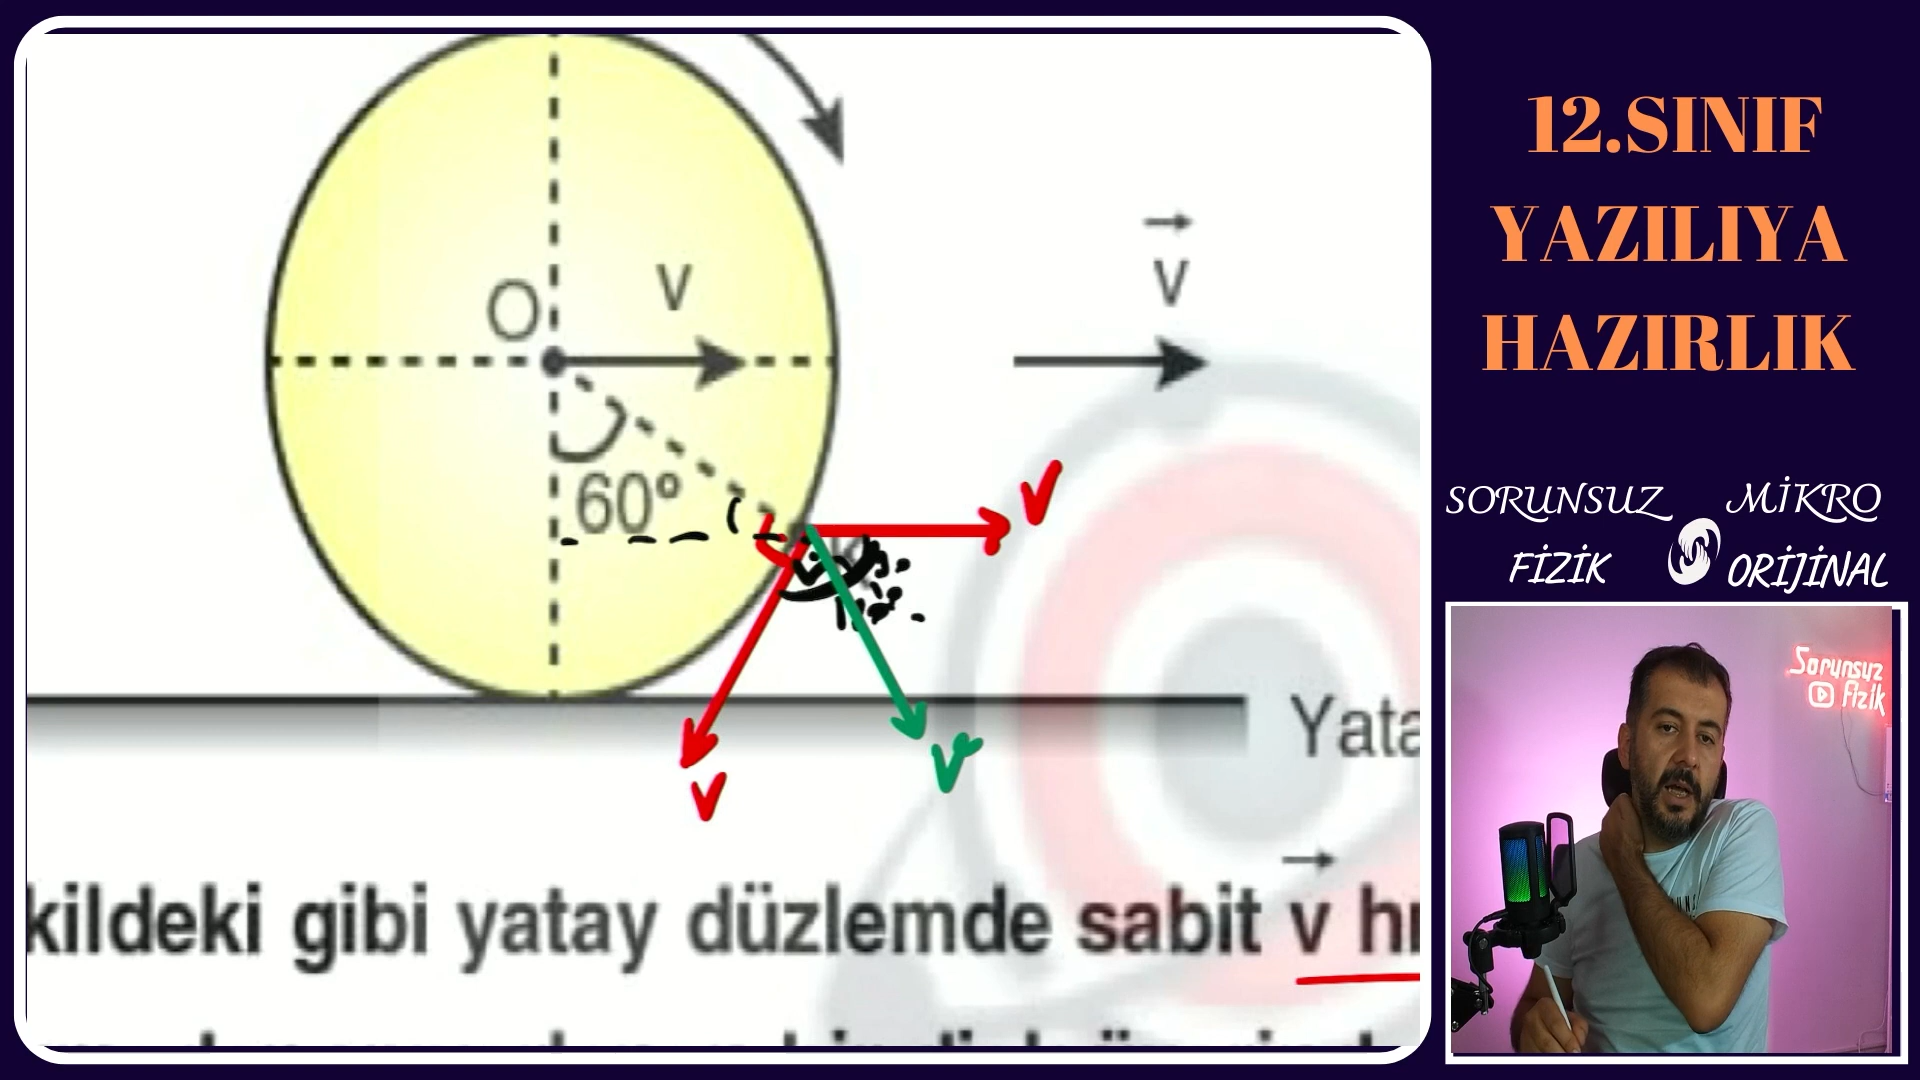 12.SINIF
YAZILIYA
HAZIRLIK
O
v
v
60°
v
v
v
Yata
kildeki gibi yatay düzlemde sabit v hı
SORUNSUZ MİKRO
FİZİK ORİJİNAL
Sorunsuz
fizik